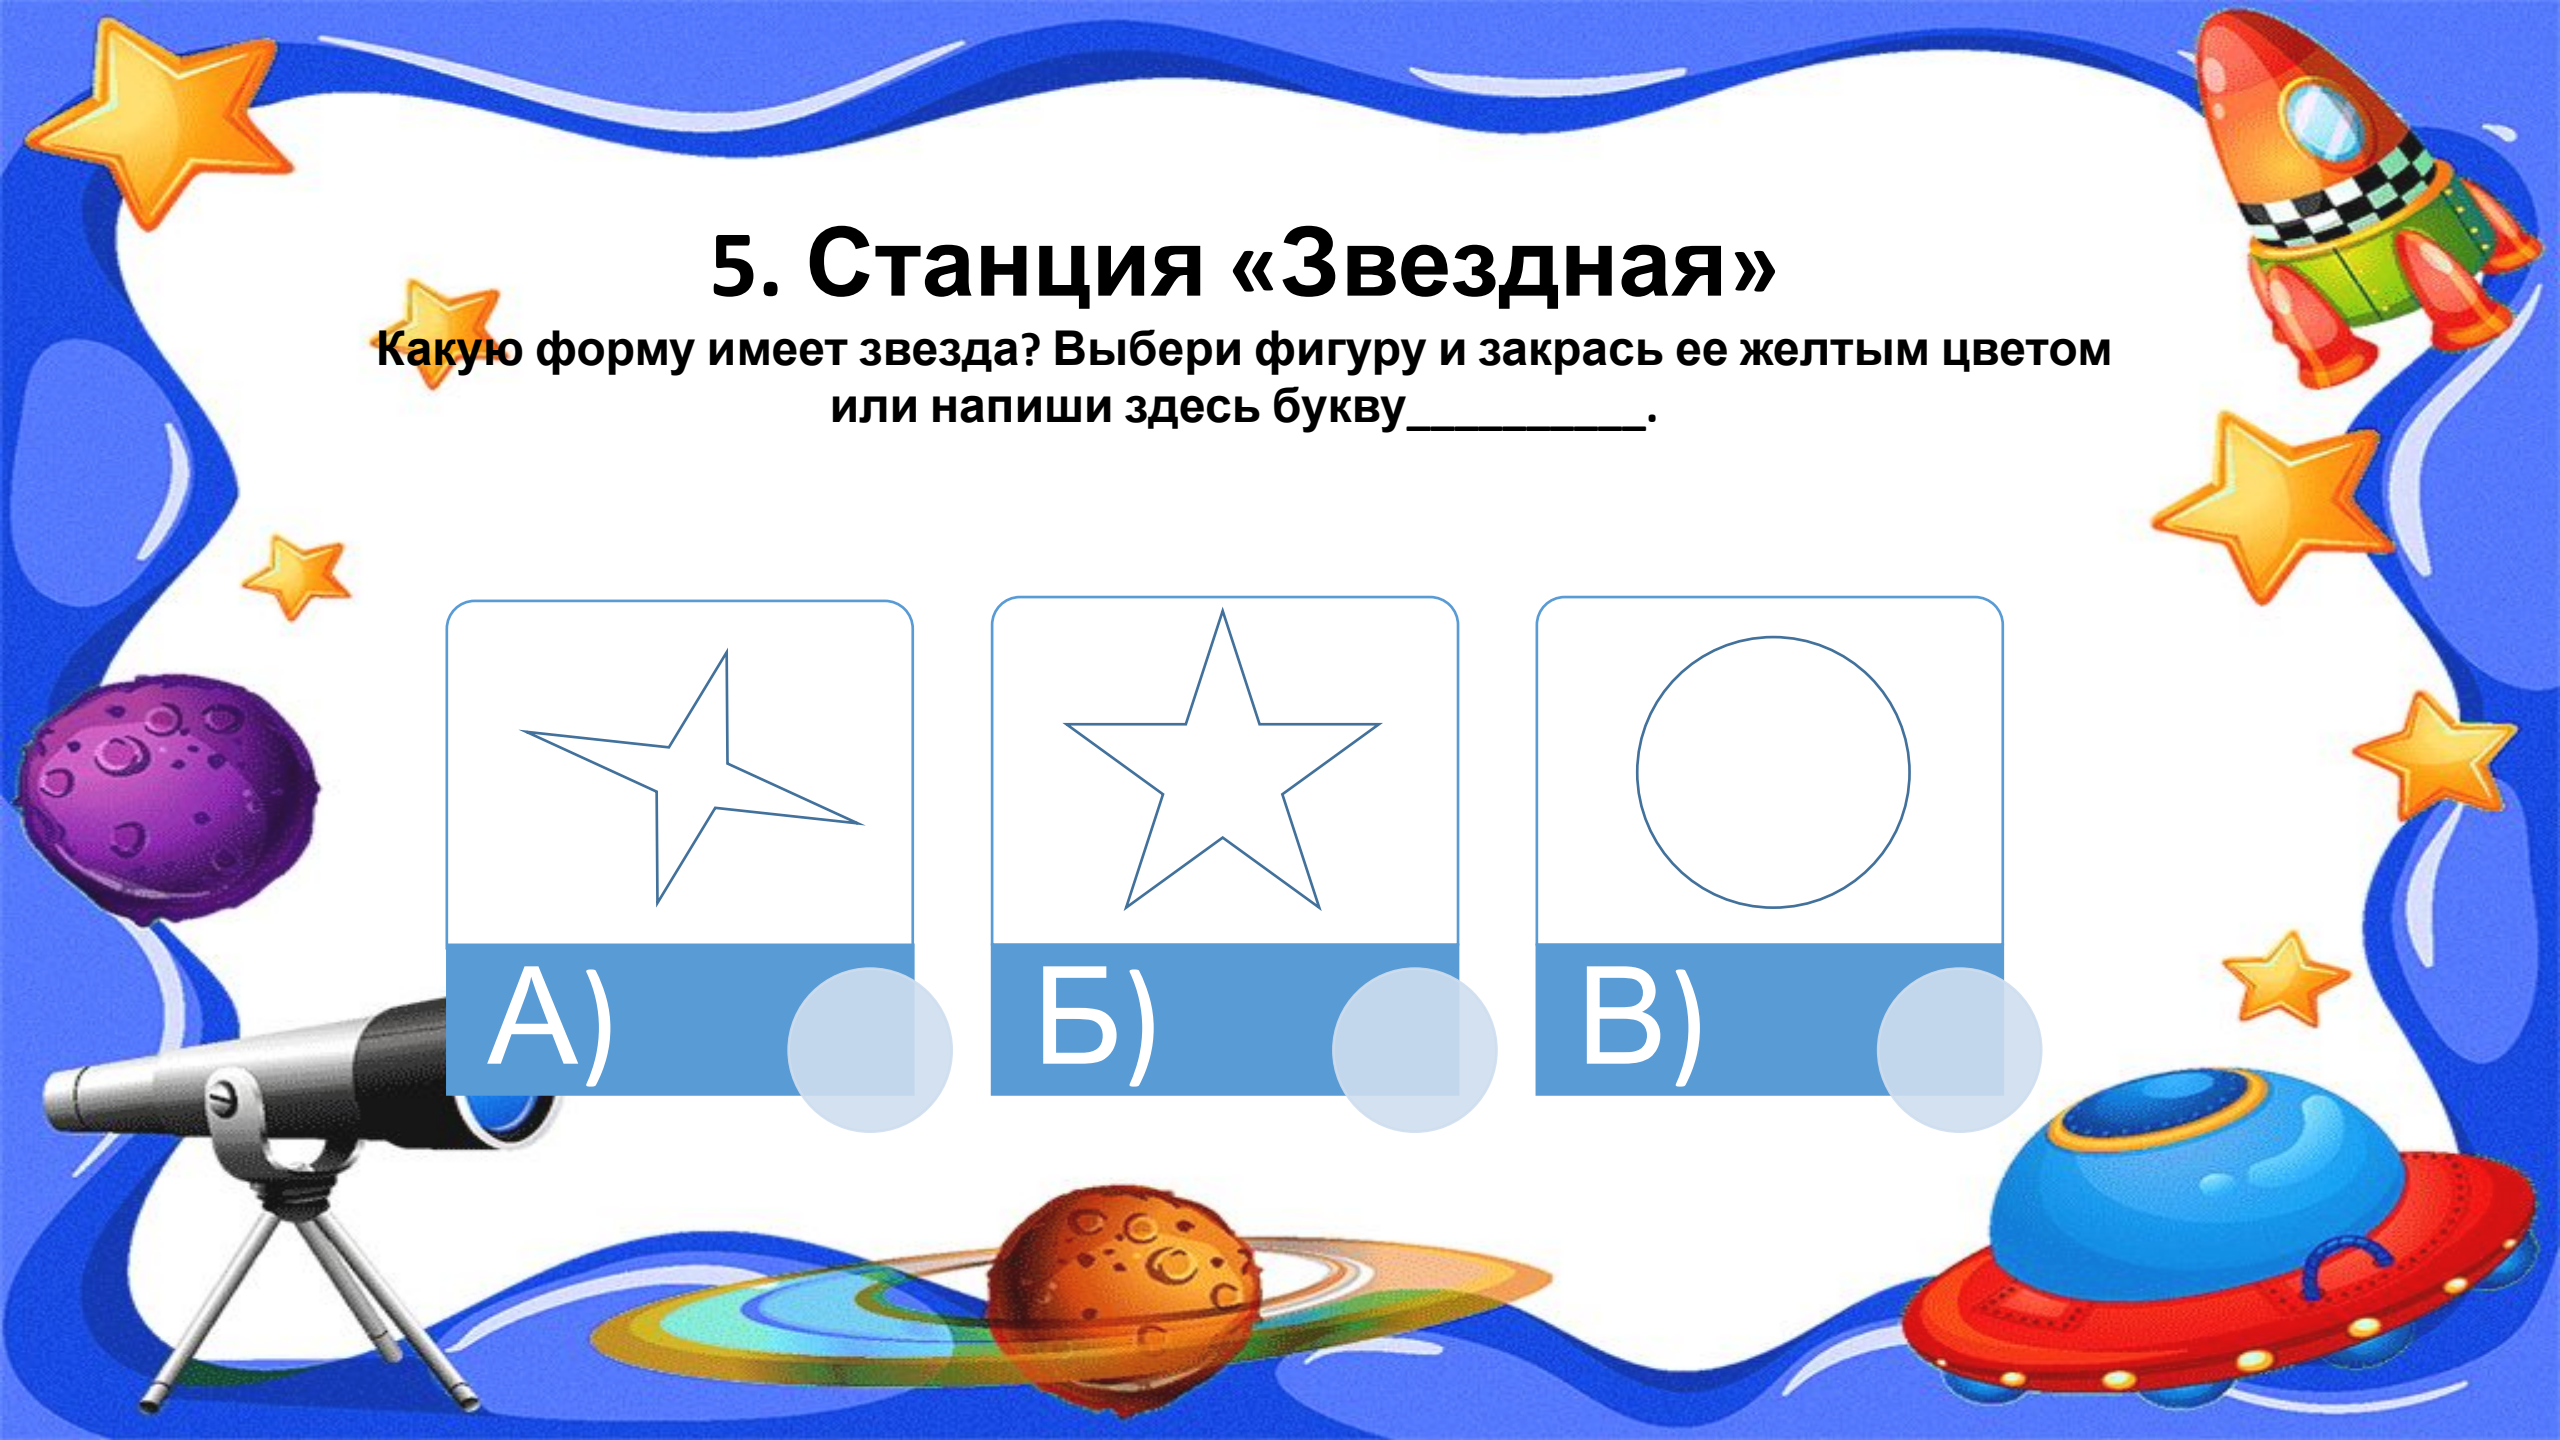 5. Станция «Звездная»
Какую форму имеет звезда? Выбери фигуру и закрась ее желтым цветом
или напиши здесь букву__________.
А)
Б)
В)